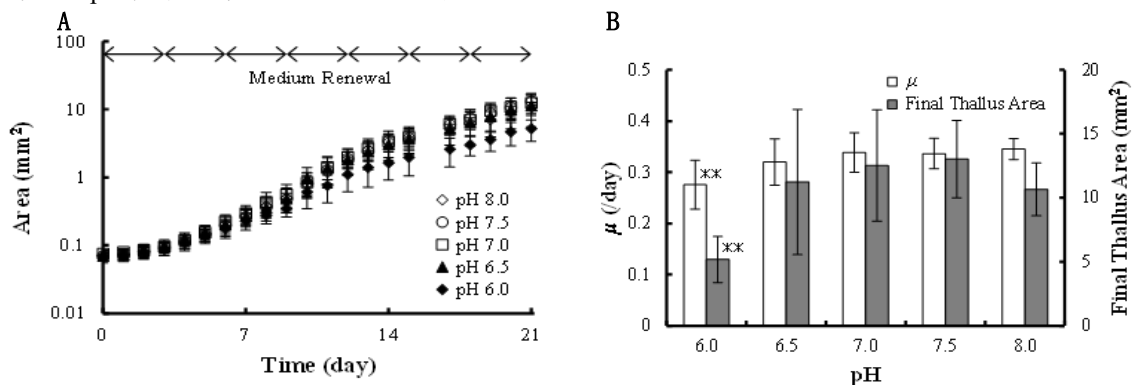 A
100
10
1
0.1
0.01
Area (mm²)
Medium Renewal
pH 8.0
pH 7.5
pH 7.0
pH 6.5
pH 6.0
0 7 14 21
Time (day)
B
0.5
0.4
0.3
0.2
0.1
0
μ (/day)
μ
Final Thallus Area
**
**
20
15
10
5
0
Final Thallus Area (mm²)
6.0 6.5 7.0 7.5 8.0
pH